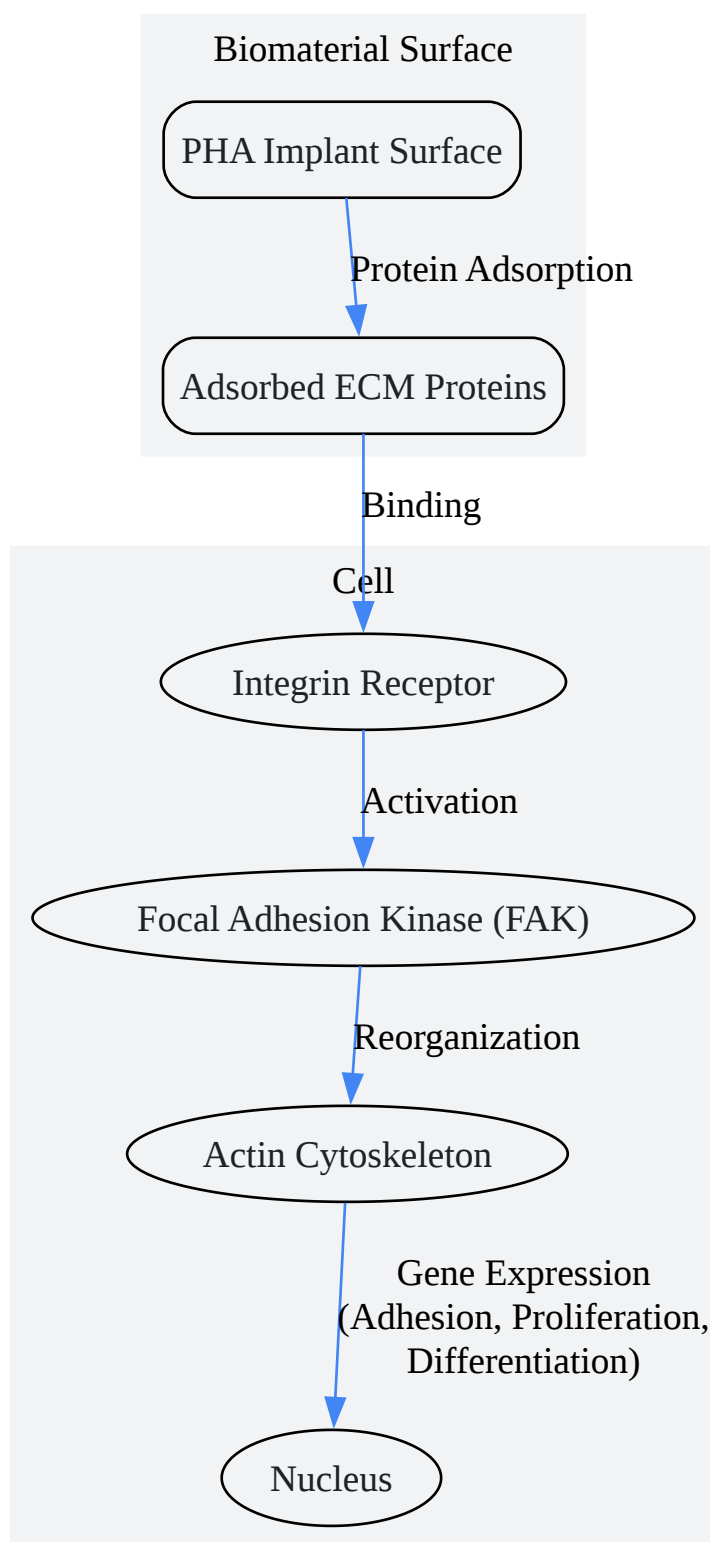 Biomaterial Surface
PHA Implant Surface
Protein Adsorption
Adsorbed ECM Proteins
Binding
Cell
Integrin Receptor
Activation
Focal Adhesion Kinase (FAK)
Reorganization
Actin Cytoskeleton
Gene Expression
(Adhesion, Proliferation,
Differentiation)
Nucleus